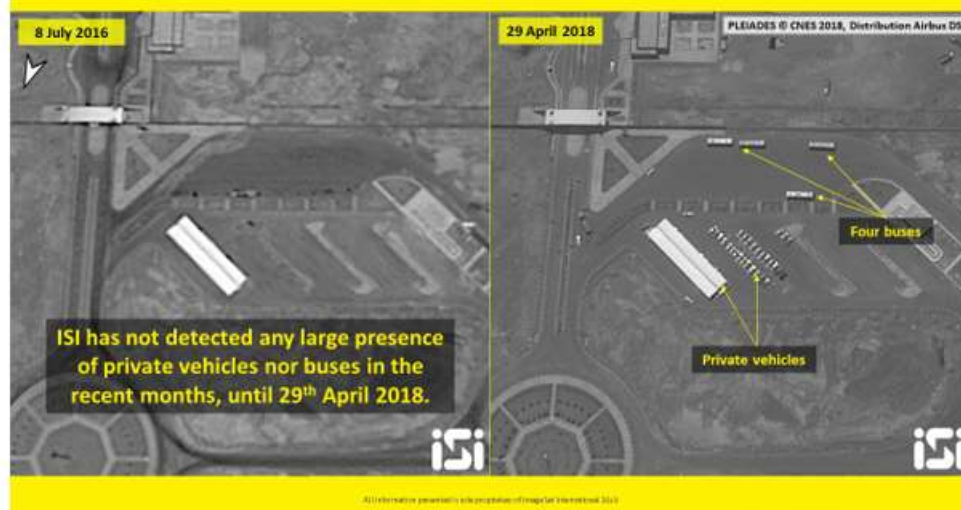 8 July 2016
29 April 2018
PLEIADES © CNES 2018, Distribution Airbus DS
Four buses
Private vehicles
ISI has not detected any large presence
of private vehicles nor buses in the
recent months, until 29th April 2018.
iSi
iSi